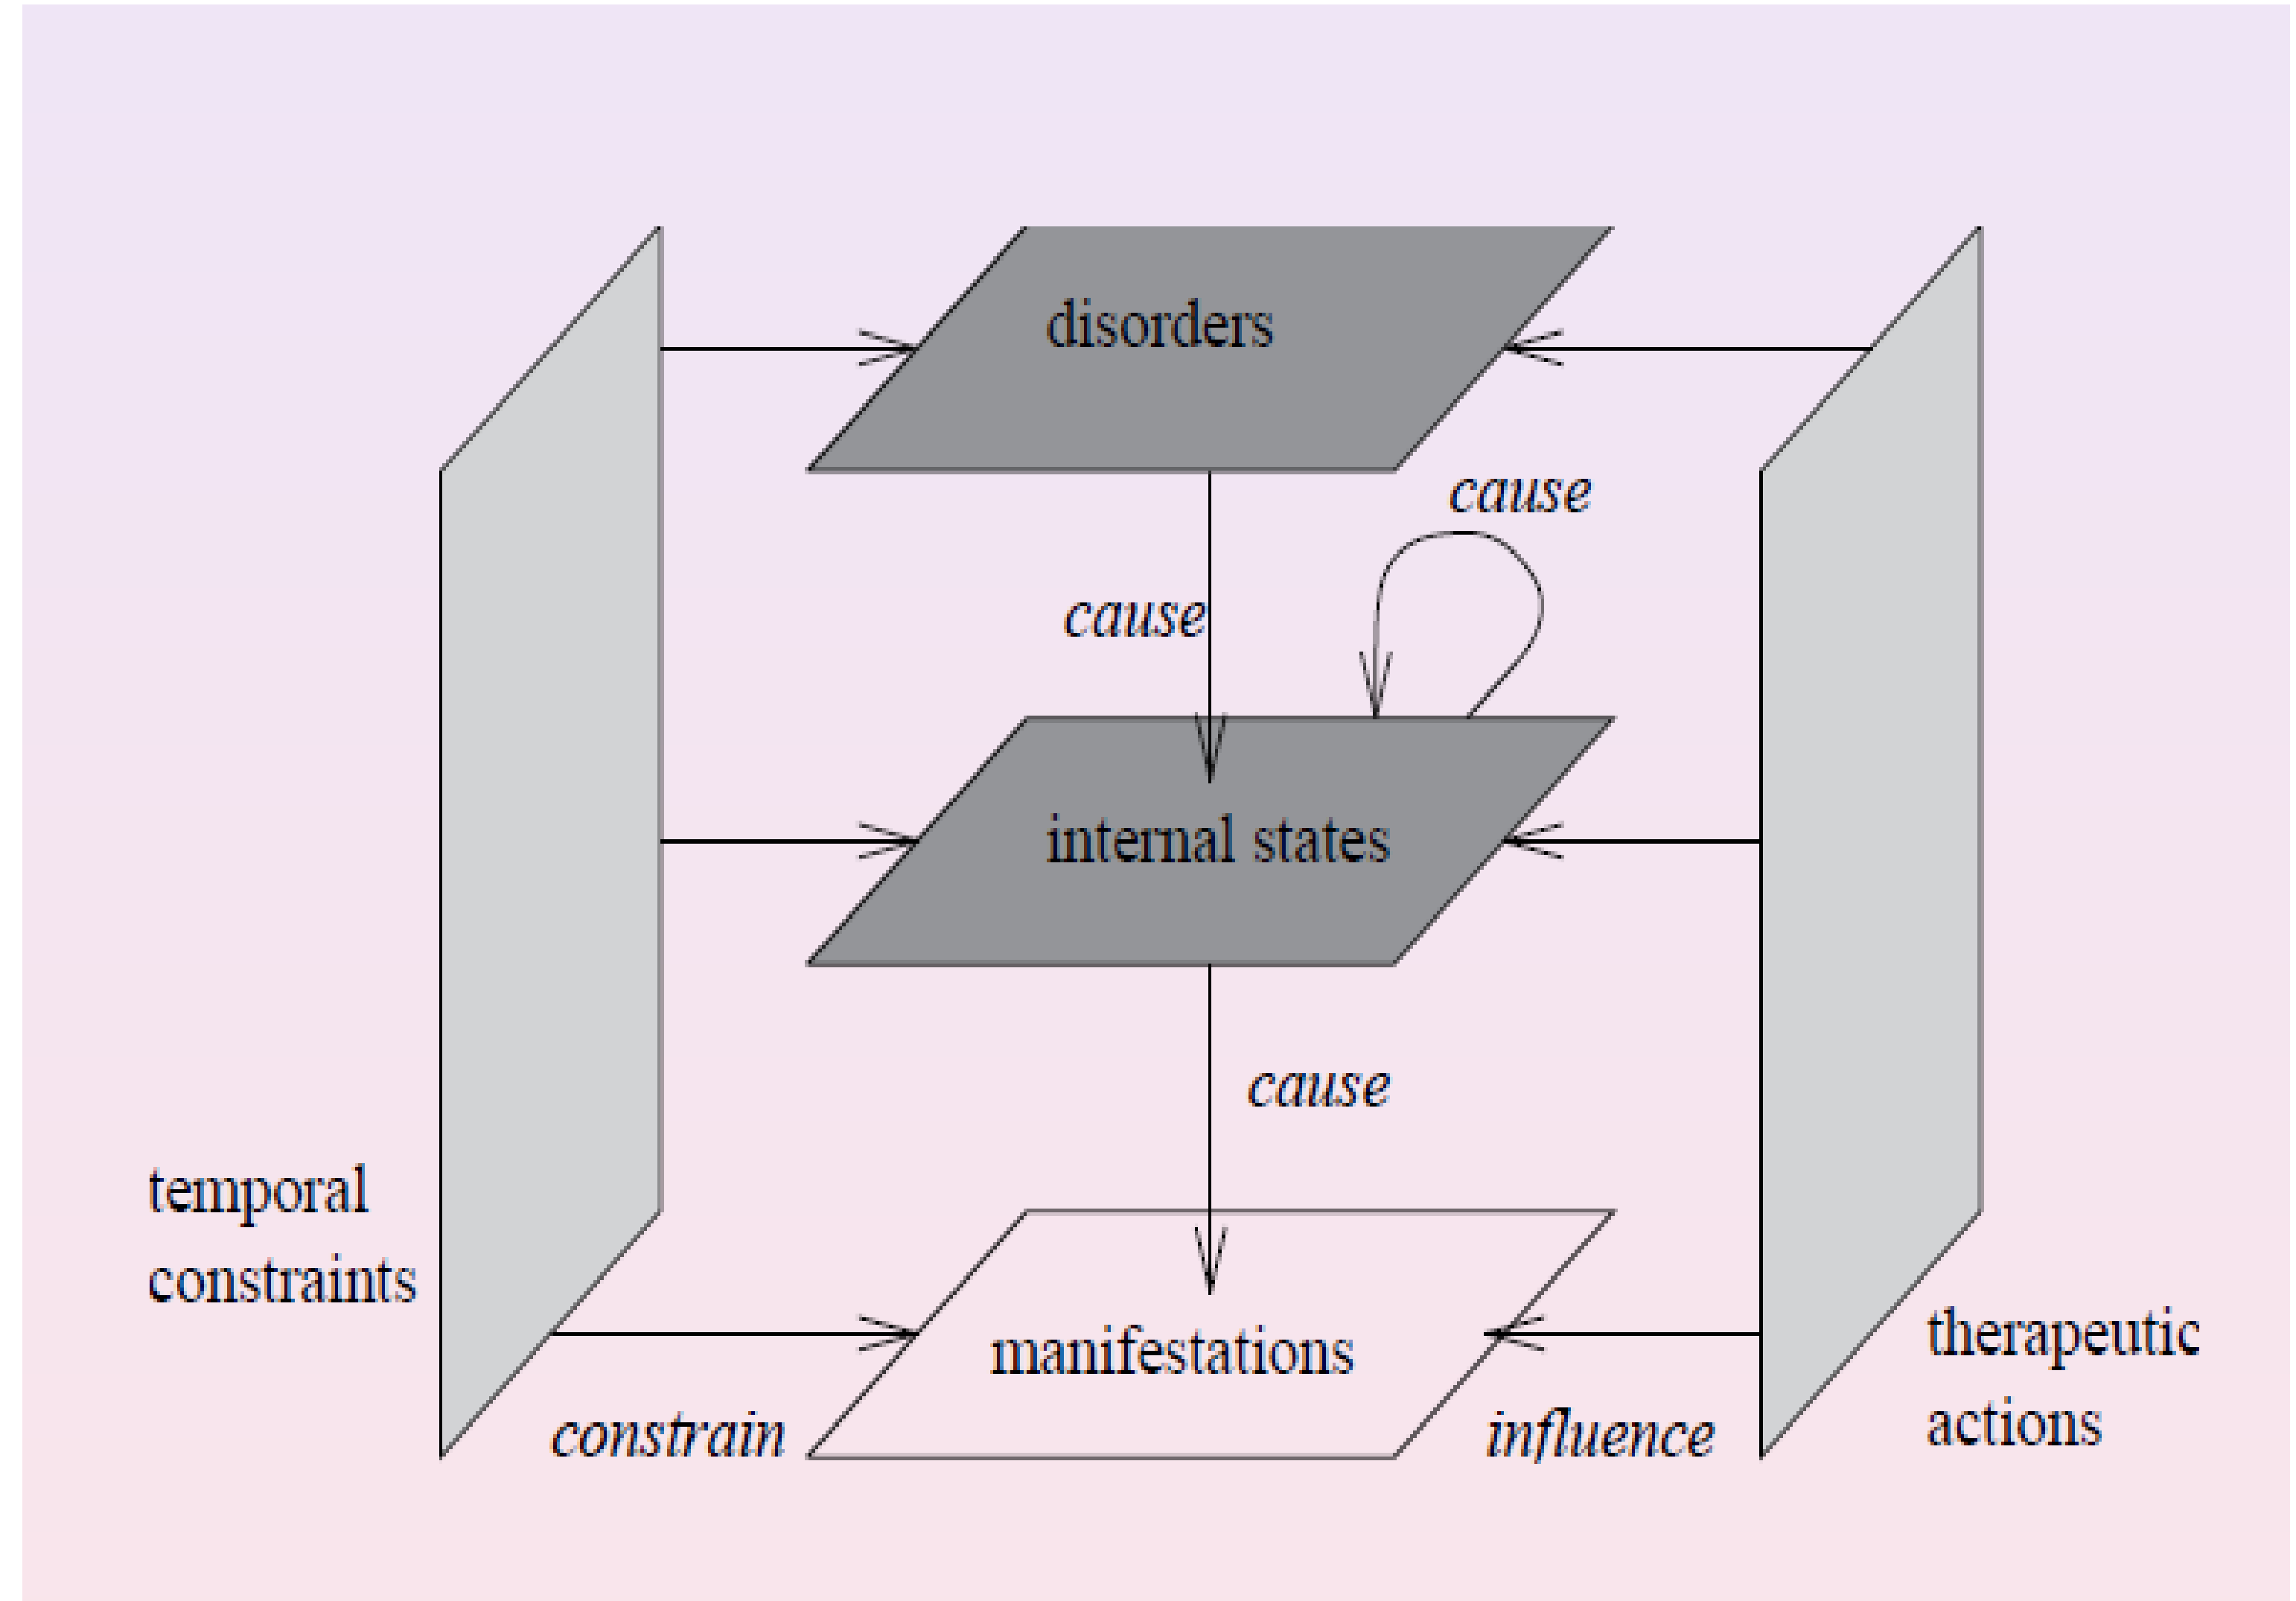 disorders
cause
cause
internal states
cause
temporal
constraints
manifestations
therapeutic
actions
constrain
influence